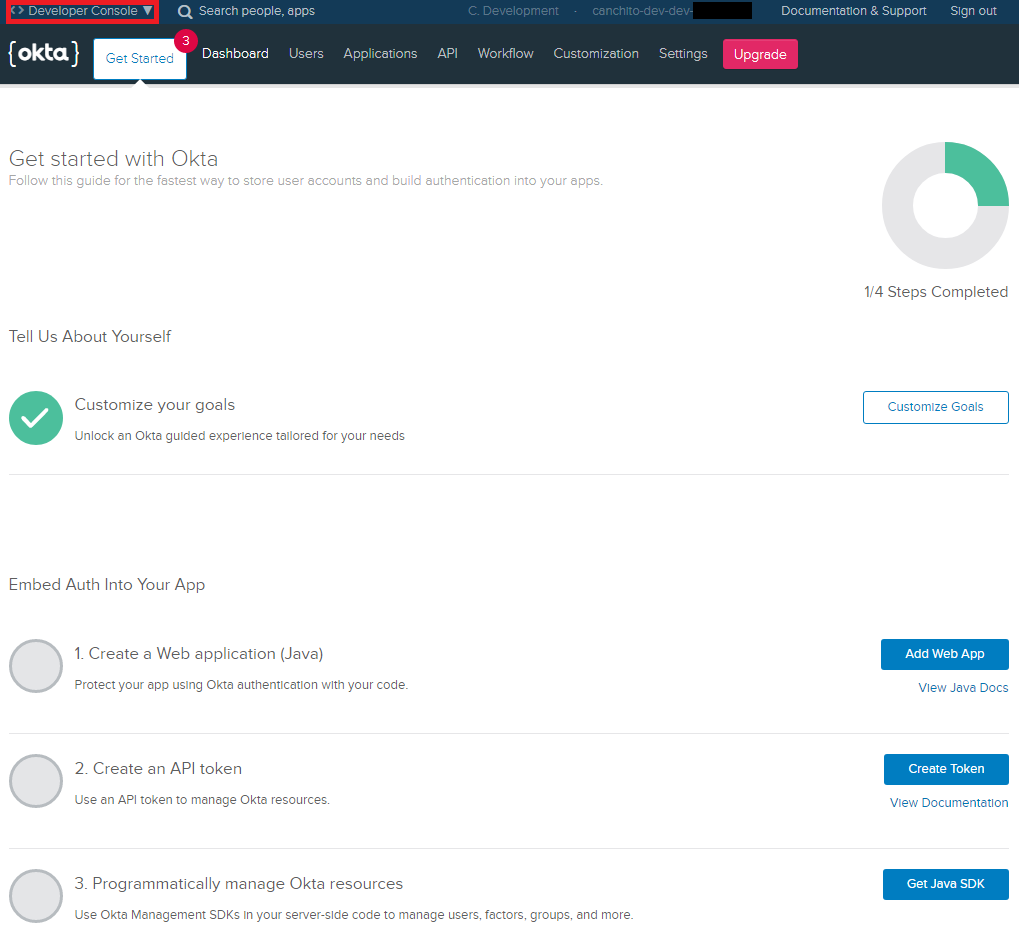 <> Developer Console ▼ Search people, apps C. Development · canchito-dev-dev- Documentation & Support Sign out
{okta} Get Started 3 Dashboard Users Applications API Workflow Customization Settings Upgrade
Get started with Okta
Follow this guide for the fastest way to store user accounts and build authentication into your apps.
1/4 Steps Completed
Tell Us About Yourself
Customize your goals
Customize Goals
Unlock an Okta guided experience tailored for your needs
Embed Auth Into Your App
1. Create a Web application (Java)
Add Web App
Protect your app using Okta authentication with your code.
View Java Docs
2. Create an API token
Create Token
Use an API token to manage Okta resources.
View Documentation
3. Programmatically manage Okta resources
Get Java SDK
Use Okta Management SDKs in your server-side code to manage users, factors, groups, and more.